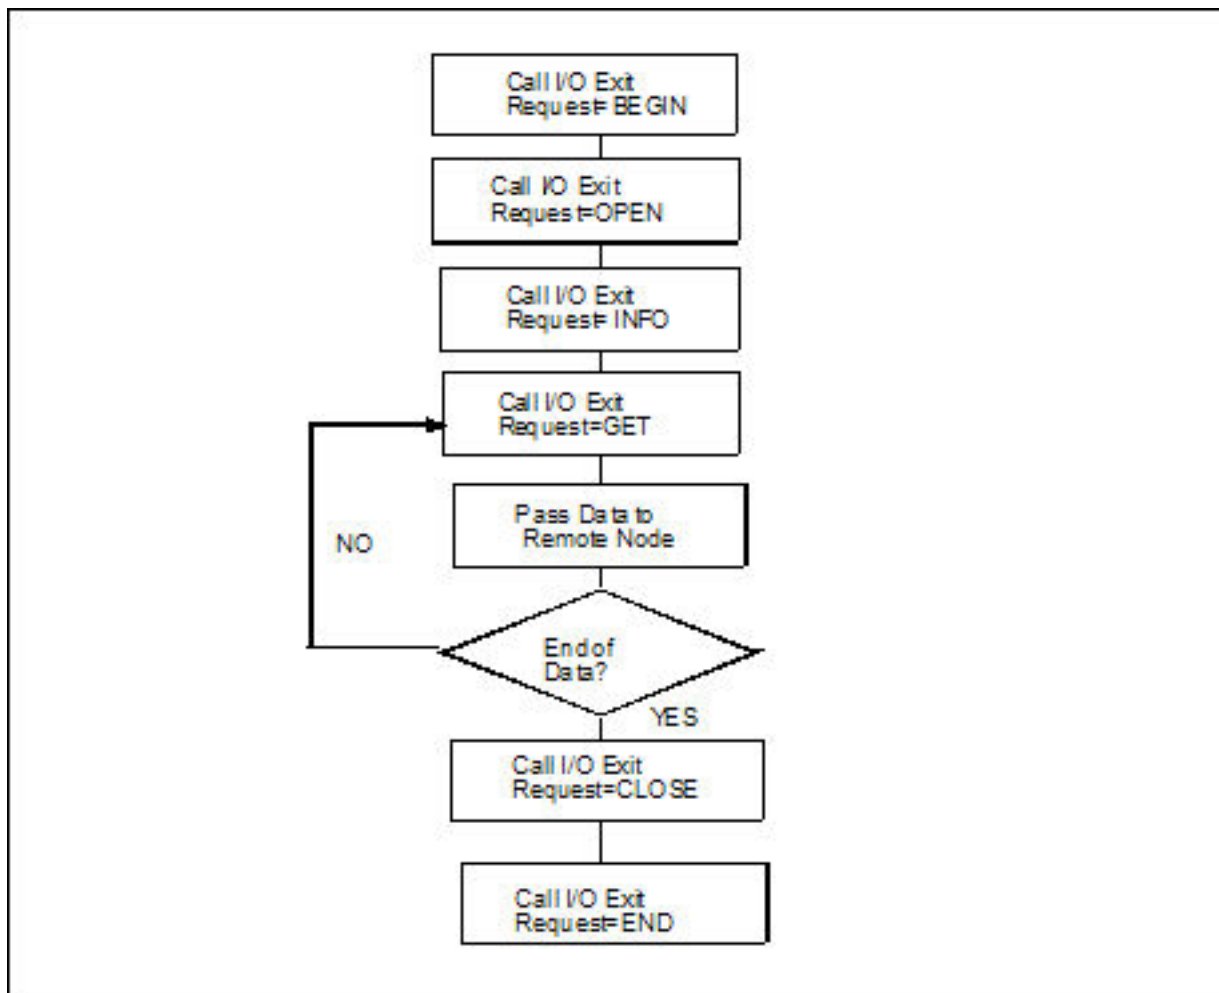 Call I/O Exit
Request= BEGIN
Call I/O Exit
Request=OPEN
Call I/O Exit
Request= INFO
Call I/O Exit
Request=GET
Pass Data to
Remote Node
NO
End of
Data?
YES
Call I/O Exit
Request=CLOSE
Call I/O Exit
Request=END